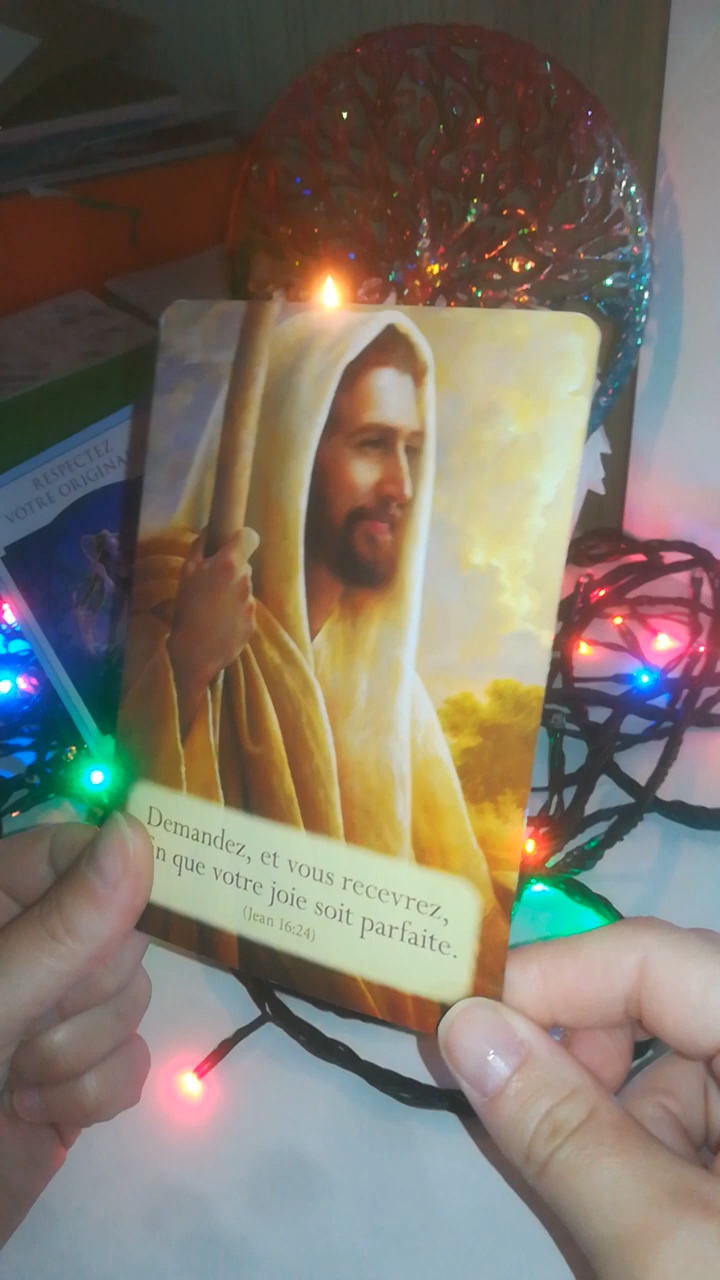 RESPECTEZ
VOTRE
Demandez, et vous recevrez,
que votre joie soit parfaite.
(Jean 16:24)